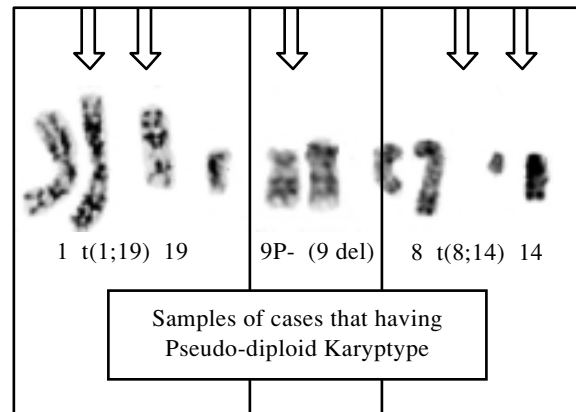 1 t(1;19) 19 9P- (9 del) 8 t(8;14) 14
Samples of cases that having
Pseudo-diploid Karyptype